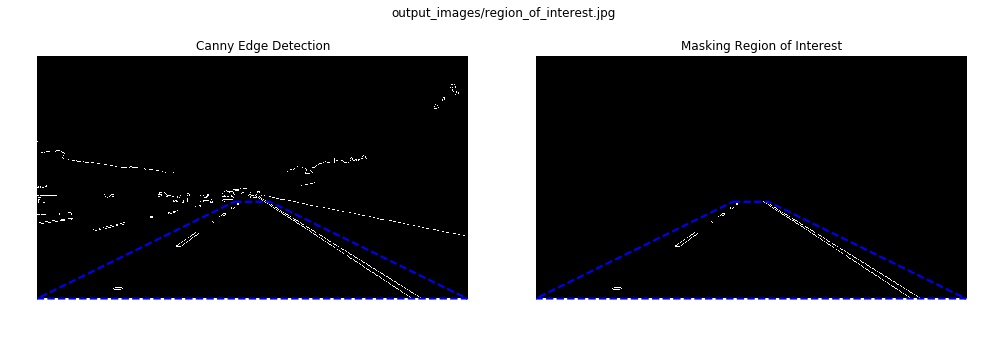 output_images/region_of_interest.jpg
Canny Edge Detection
Masking Region of Interest